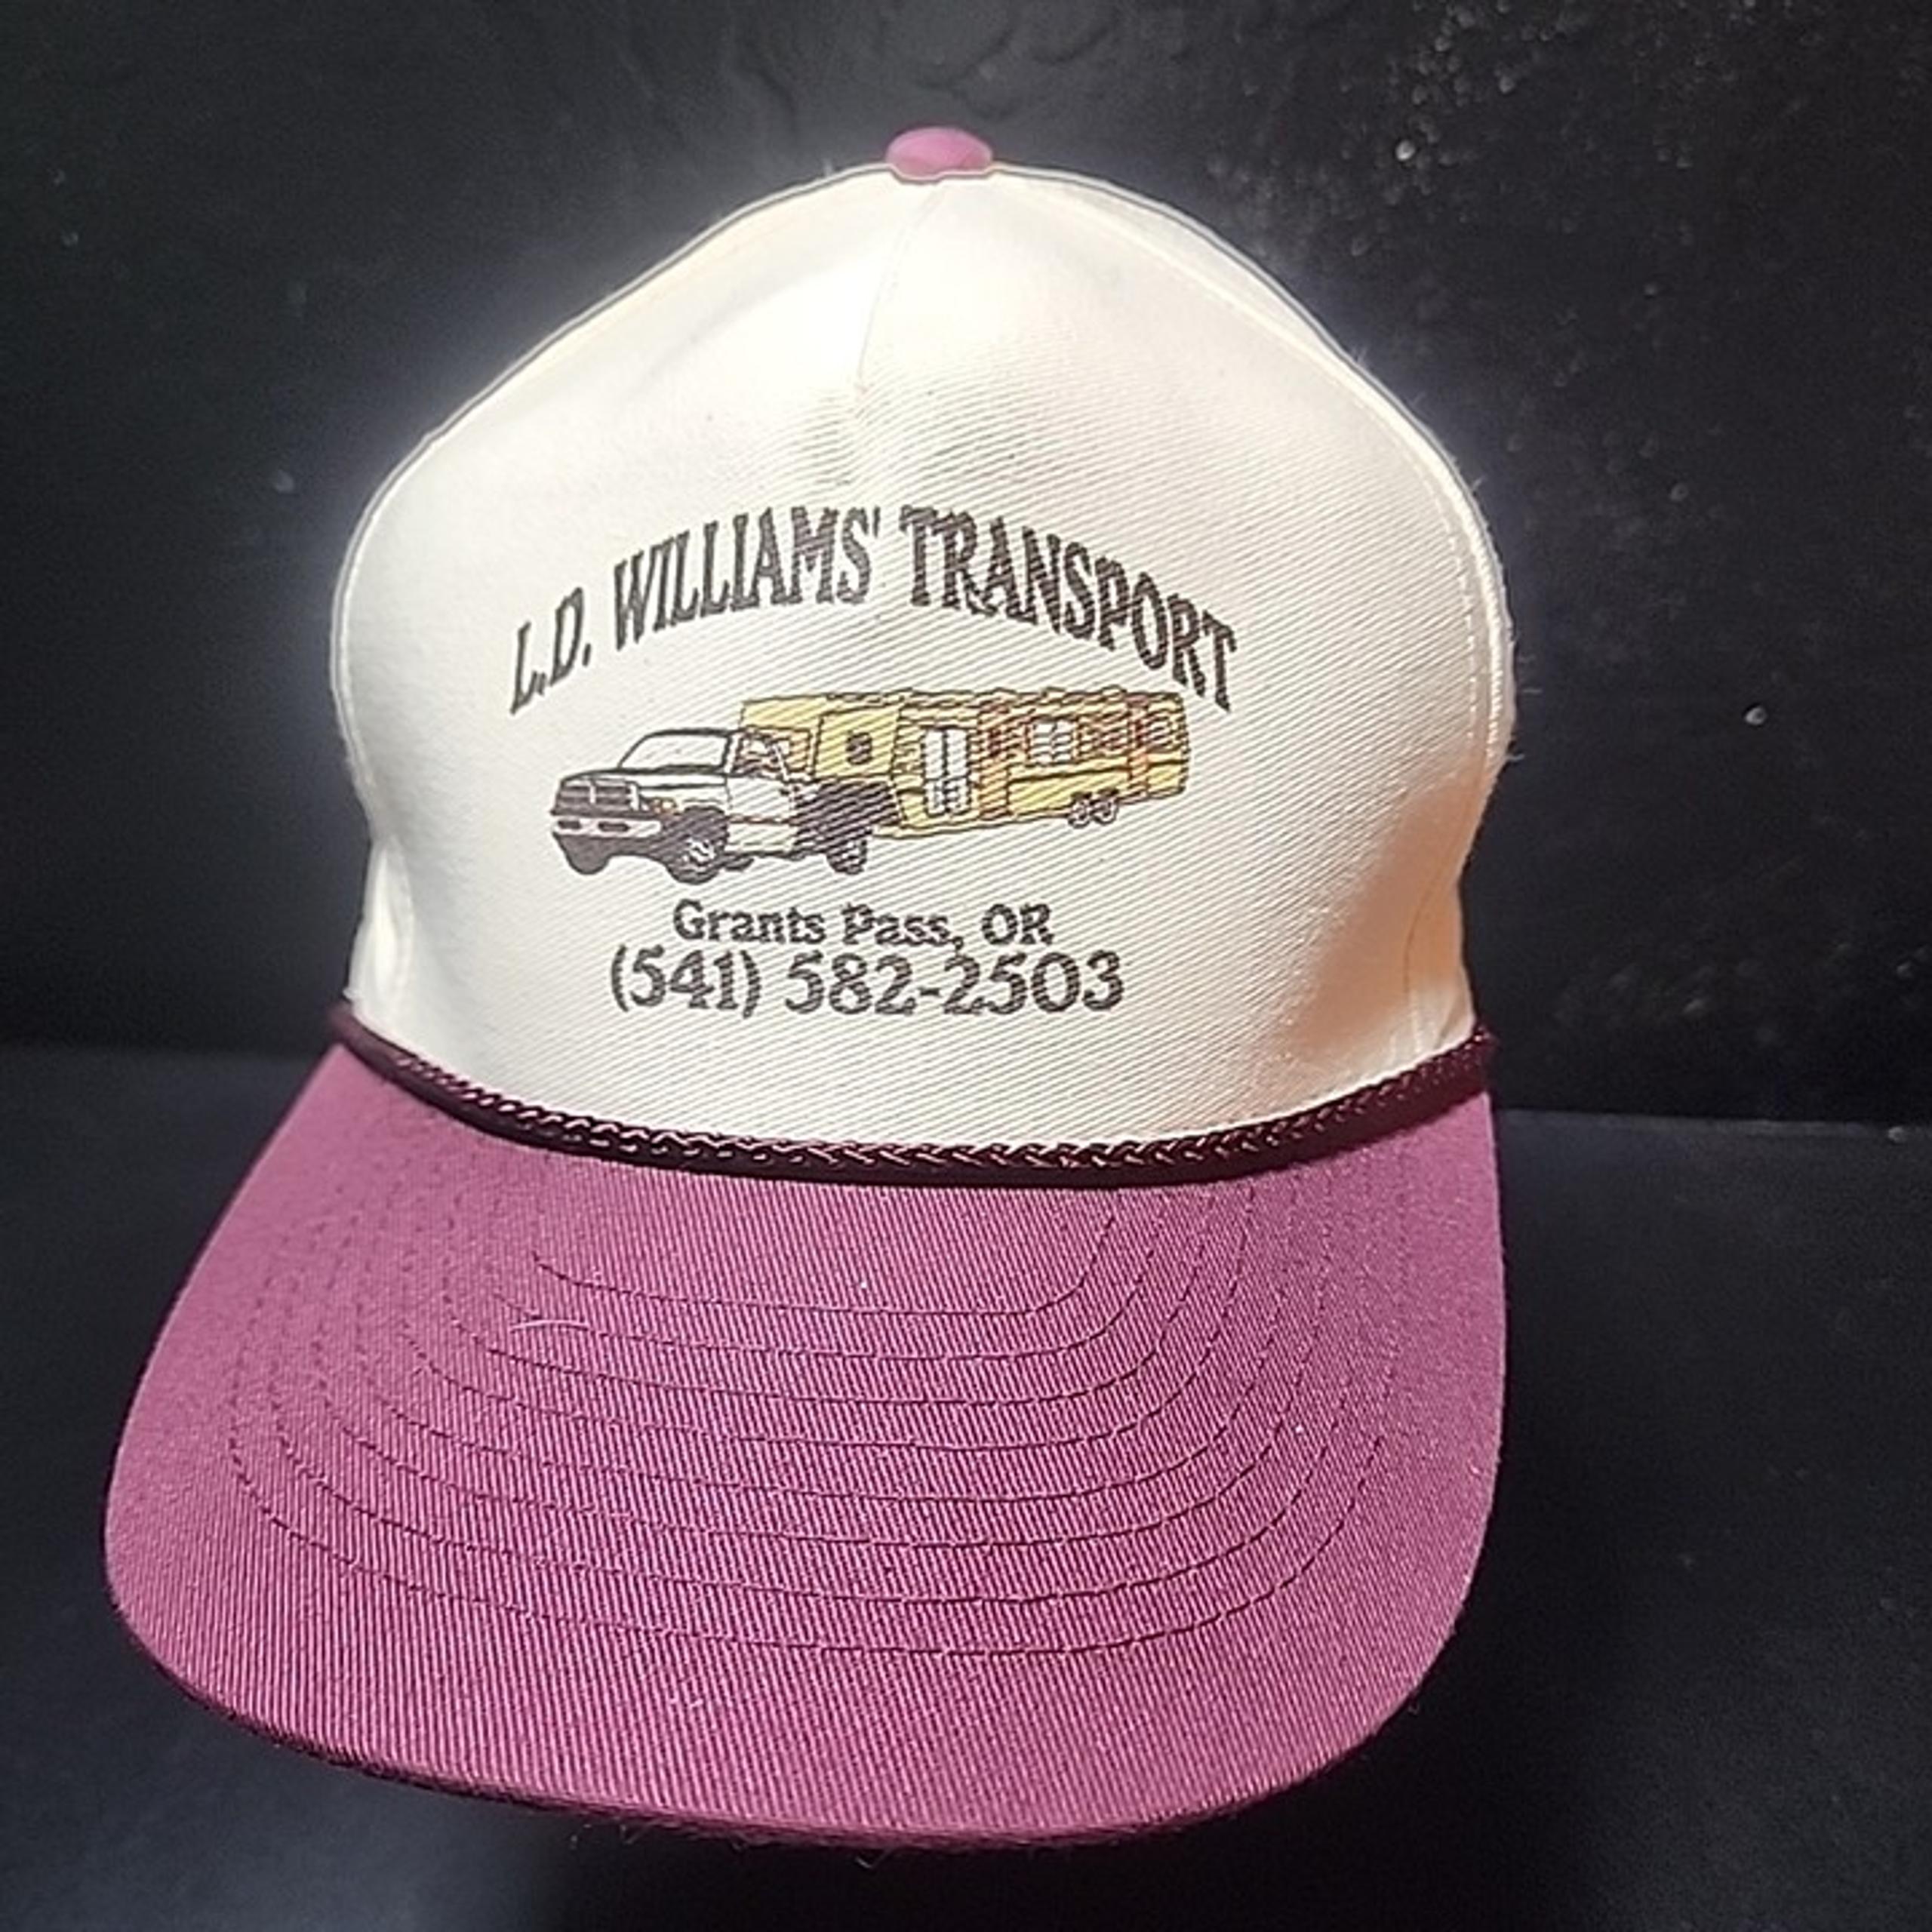 L.D. WILLIAMS' TRANSPORT
Grants Pass, OR
(541) 582-2503